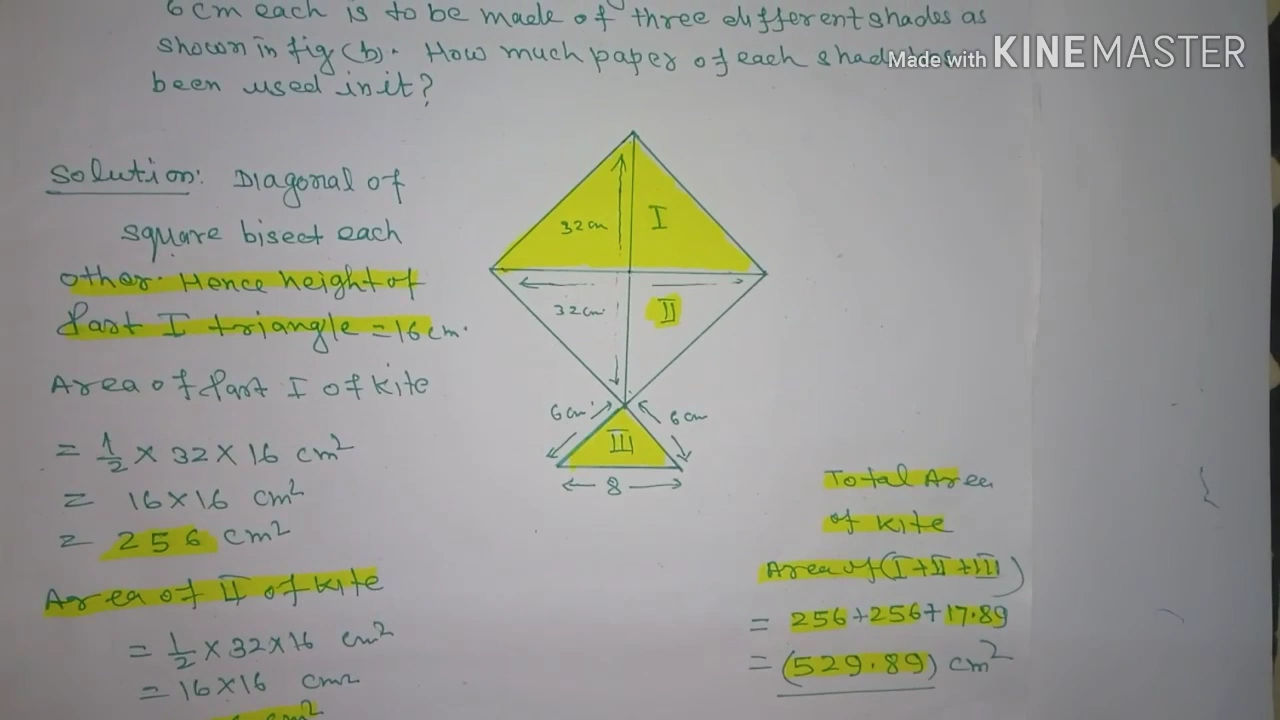 6 cm each is to be made of three different shades as
shown in fig (b). How much paper of each
been used in it?
Made with KINEMASTER
Solution: Diagonal of
square bisect each
other. Hence height of
Part I triangle = 16 cm.
Area of Part I of kite
= 1/2 × 32 × 16 cm²
= 16 × 16 cm²
= 256 cm²
Area of II of kite
= 1/2 × 32 × 16 cm²
= 16 × 16 cm²
cm²
32 cm
I
32 cm
II
6 cm
6 cm
III
8
Total Area
of kite
Area of (I + II + III)
= 256 + 256 + 17.89
= (529.89) cm²